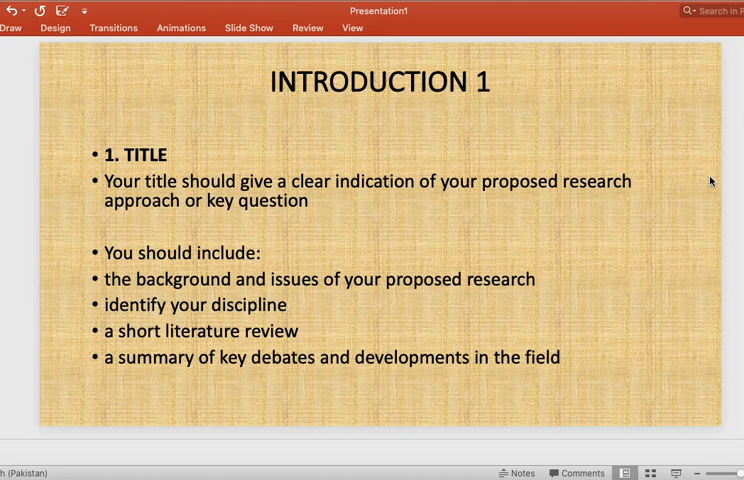 Presentation1
Search in P
Draw Design Transitions Animations Slide Show Review View
INTRODUCTION 1
• 1. TITLE
• Your title should give a clear indication of your proposed research
approach or key question
• You should include:
• the background and issues of your proposed research
• identify your discipline
• a short literature review
• a summary of key debates and developments in the field
h (Pakistan) Notes Comments